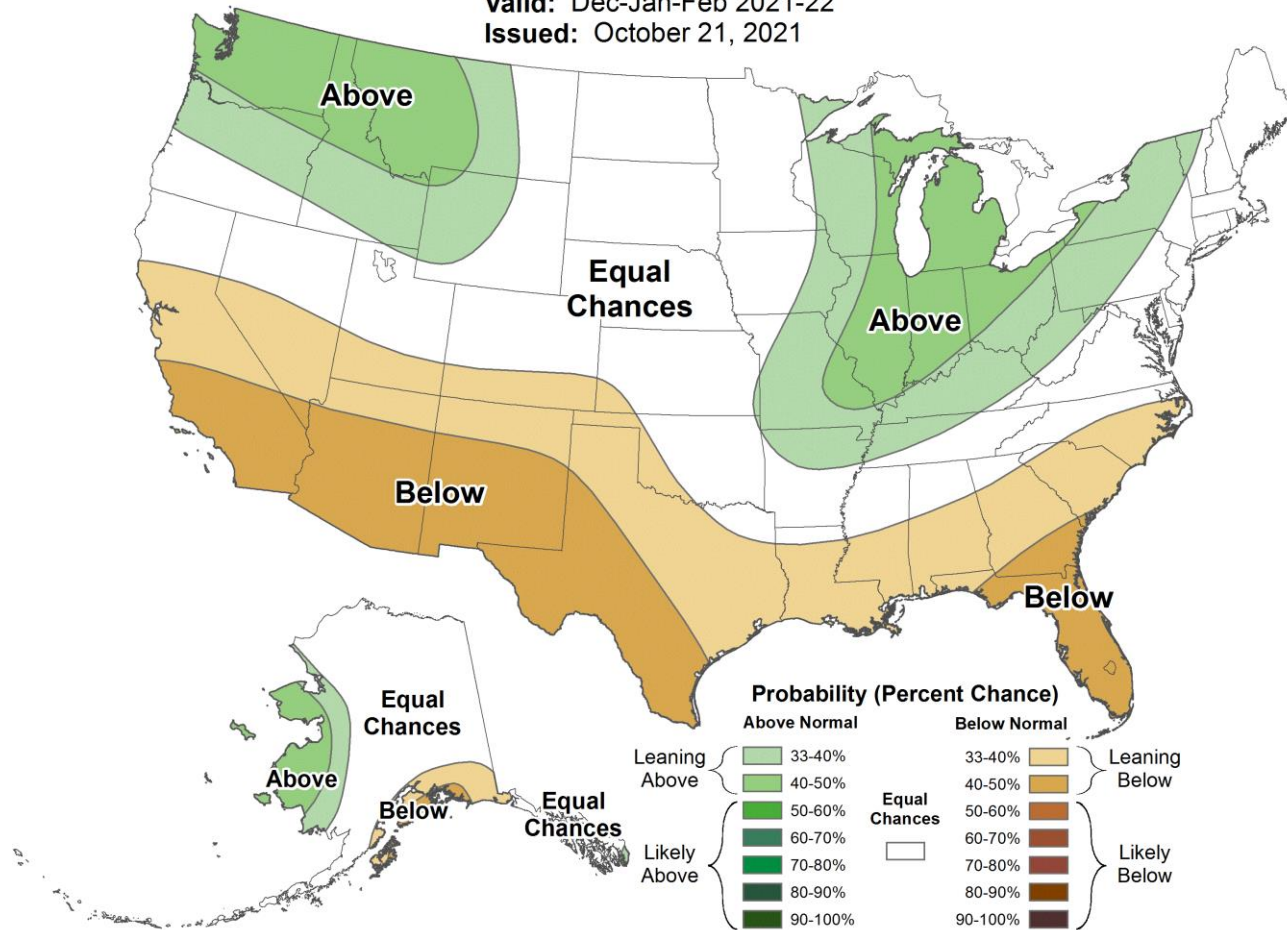 Valid: Dec-Jan-Feb 2021-22
Issued: October 21, 2021
Above
Equal
Chances
Above
Below
Below
Equal
Chances
Above
Below
Equal
Chances
Probability (Percent Chance)
Above Normal
Below Normal
Leaning
Above
33-40%
40-50%
Likely
Above
50-60%
60-70%
70-80%
80-90%
90-100%
Equal
Chances
33-40%
40-50%
Leaning
Below
50-60%
60-70%
70-80%
80-90%
90-100%
Likely
Below